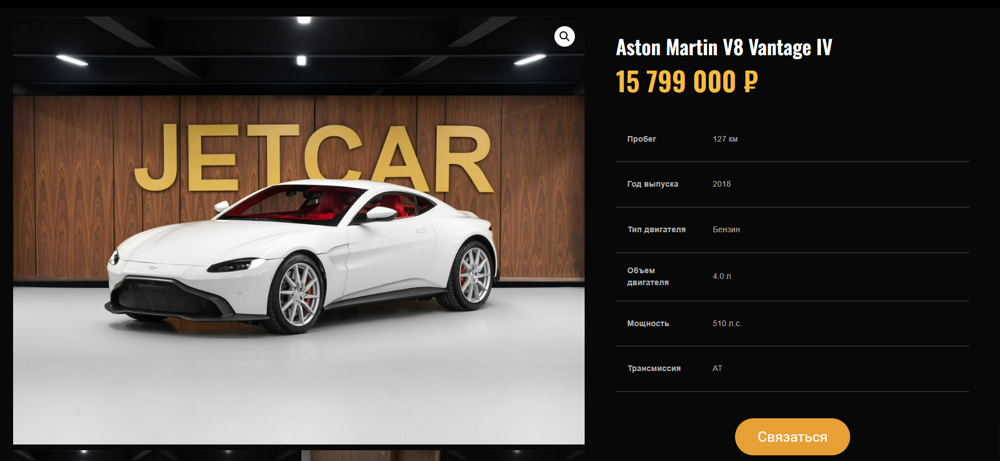 JETCAR
Aston Martin V8 Vantage IV
15 799 000 ₽
Пробег 127 км
Год выпуска 2018
Тип двигателя Бензин
Объем
двигателя 4.0 л
Мощность 510 л.с.
Трансмиссия АТ
Связаться